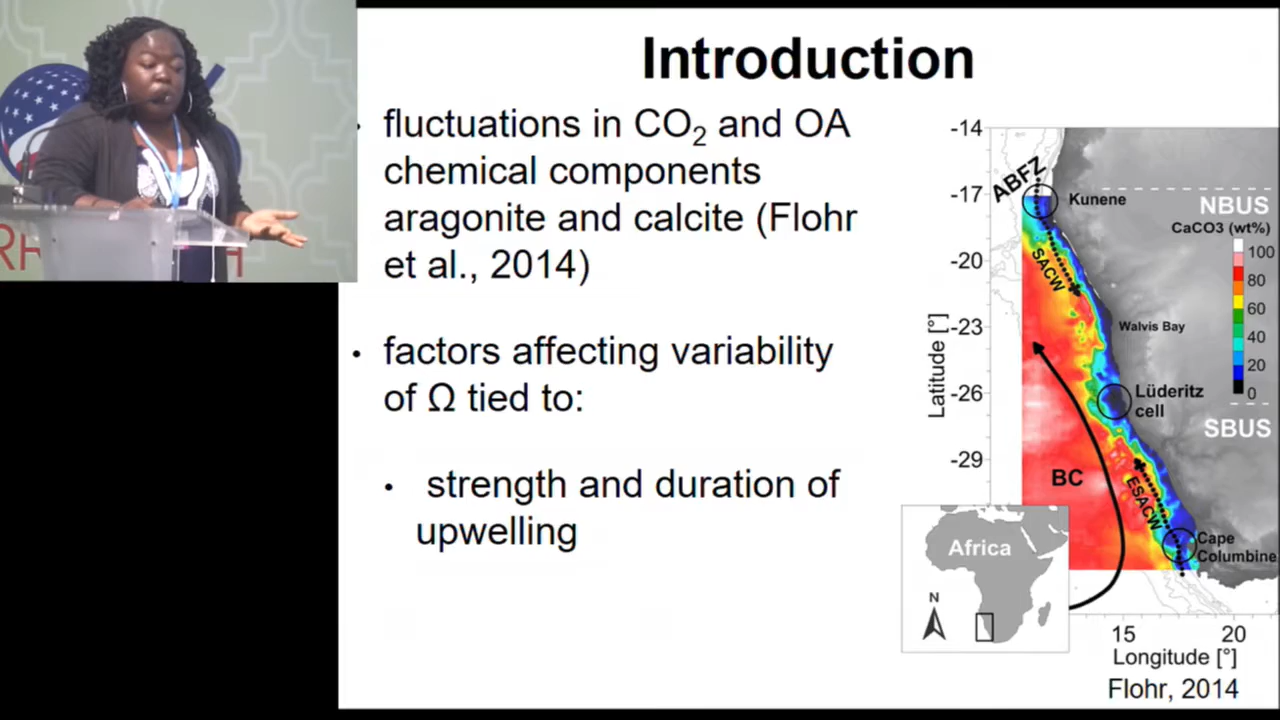 Introduction
• fluctuations in CO₂ and OA
chemical components
aragonite and calcite (Flohr
et al., 2014)
• factors affecting variability
of Ω tied to:
• strength and duration of
upwelling
-14
-17
-20
-23
-26
-29
Latitude [°]
ABFZ
Kunene
NBUS
CaCO3 (wt%)
100
80
60
40
20
0
SACW
Walvis Bay
Lüderitz
cell
SBUS
BC
ESACW
Cape
Columbine
Africa
N
15 20
Longitude [°]
Flohr, 2014